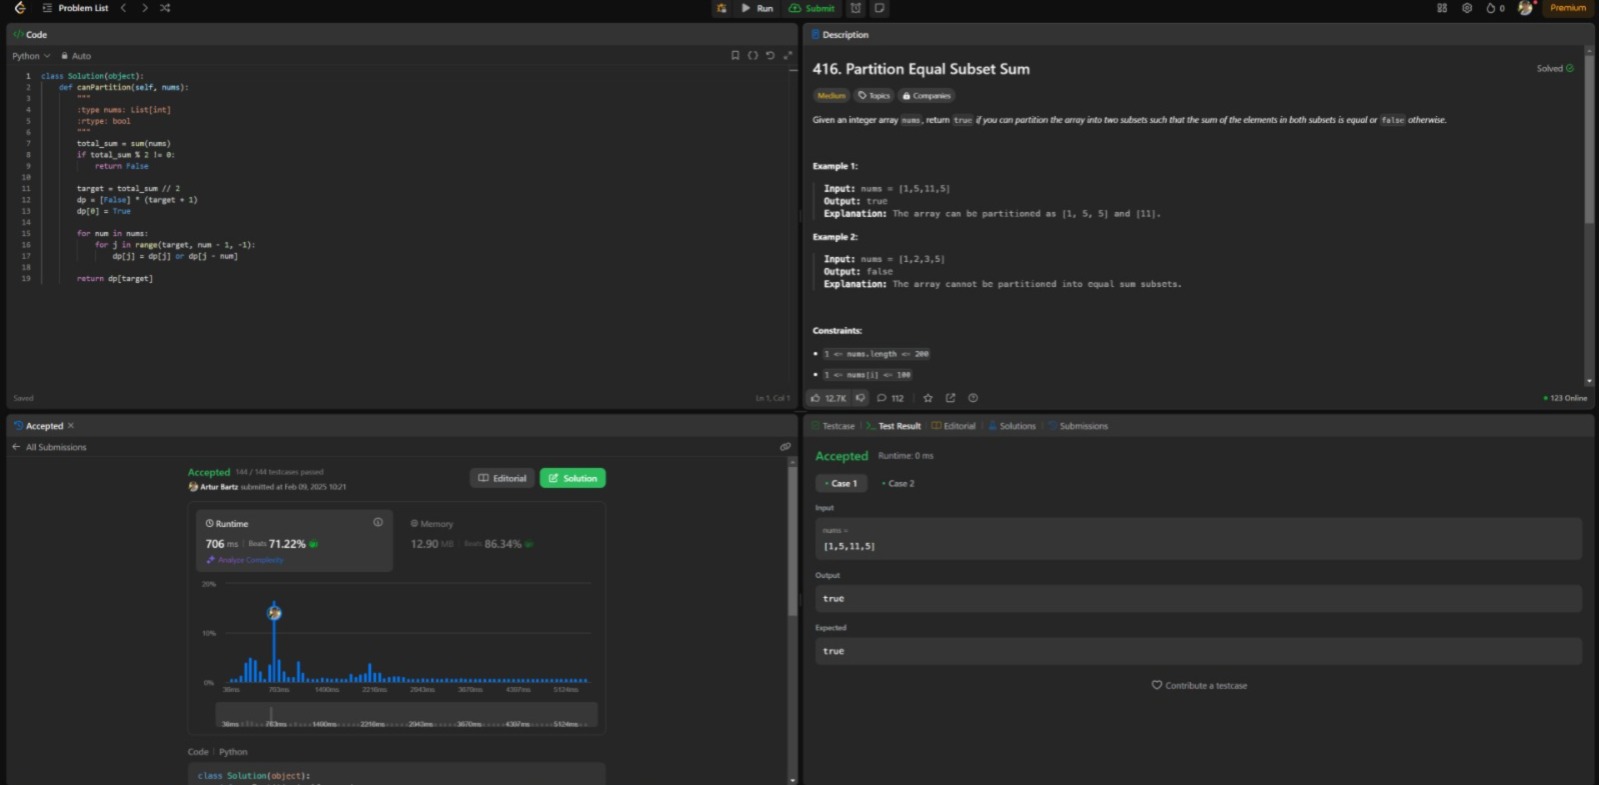 Problem List
Run
Submit
0
Premium
Code
Python
Auto
1 class Solution(object):
2 def canPartition(self, nums):
3 """
4 :type nums: List[int]
5 :rtype: bool
6 """
7 total_sum = sum(nums)
8 if total_sum % 2 != 0:
9 return False
10
11 target = total_sum // 2
12 dp = [False] * (target + 1)
13 dp[0] = True
14
15 for num in nums:
16 for j in range(target, num - 1, -1):
17 dp[j] = dp[j] or dp[j - num]
18
19 return dp[target]
Saved
Ln 1, Col 1
Description
416. Partition Equal Subset Sum
Solved
Medium
Topics
Companies
Given an integer array nums, return true if you can partition the array into two subsets such that the sum of the elements in both subsets is equal or false otherwise.
Example 1:
Input: nums = [1,5,11,5]
Output: true
Explanation: The array can be partitioned as [1, 5, 5] and [11].
Example 2:
Input: nums = [1,2,3,5]
Output: false
Explanation: The array cannot be partitioned into equal sum subsets.
Constraints:
1 <= nums.length <= 200
1 <= nums[i] <= 100
12.7K
112
123 Online
Accepted
All Submissions
Accepted 144 / 144 testcases passed
Artur Bartz submitted at Feb 09, 2025 10:21
Editorial
Solution
Runtime
706 ms | Beats 71.22%
Analyze Complexity
Memory
12.90 MB | Beats 86.34%
20%
10%
0%
36ms 763ms 1490ms 2216ms 2943ms 3670ms 4397ms 5124ms
36ms 763ms 1490ms 2216ms 2943ms 3670ms 4397ms 5124ms
Code | Python
class Solution(object):
Testcase
Test Result
Editorial
Solutions
Submissions
Accepted Runtime: 0 ms
Case 1
Case 2
Input
nums =
[1,5,11,5]
Output
true
Expected
true
Contribute a testcase